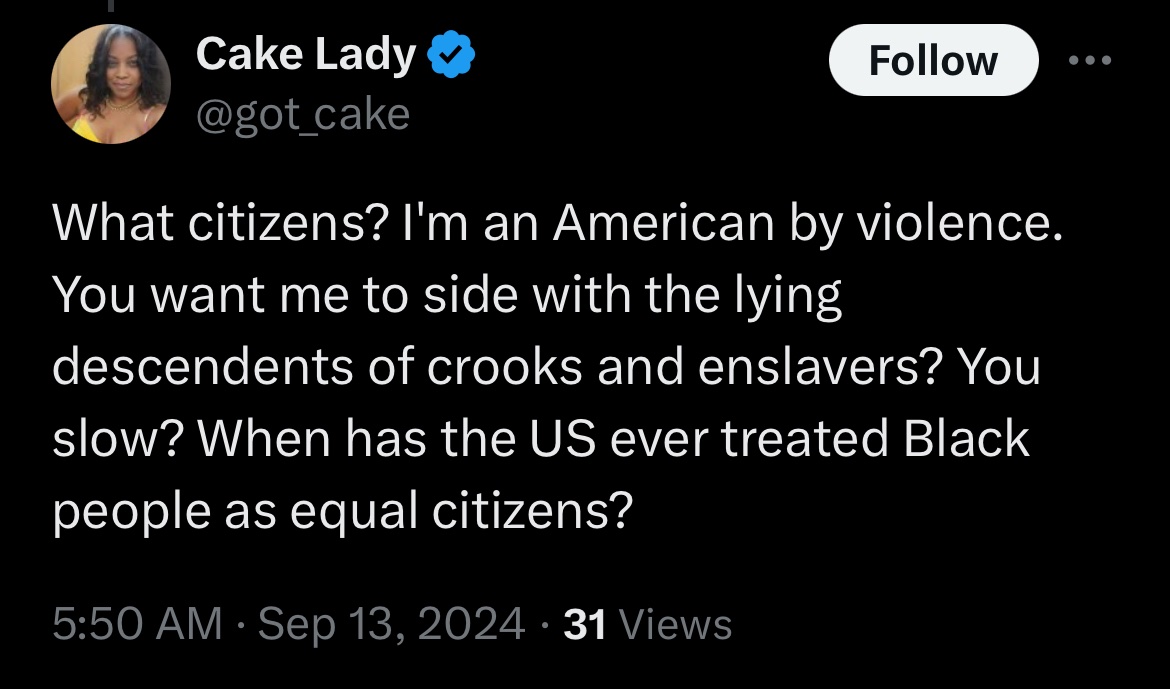 Cake Lady
Follow
@got_cake
What citizens? I'm an American by violence.
You want me to side with the lying
descendents of crooks and enslavers? You
slow? When has the US ever treated Black
people as equal citizens?
5:50 AM · Sep 13, 2024 · 31 Views